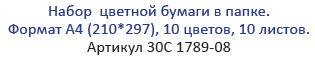 Набор цветной бумаги в папке.
Формат А4 (210*297), 10 цветов, 10 листов.
Артикул 30С 1789-08